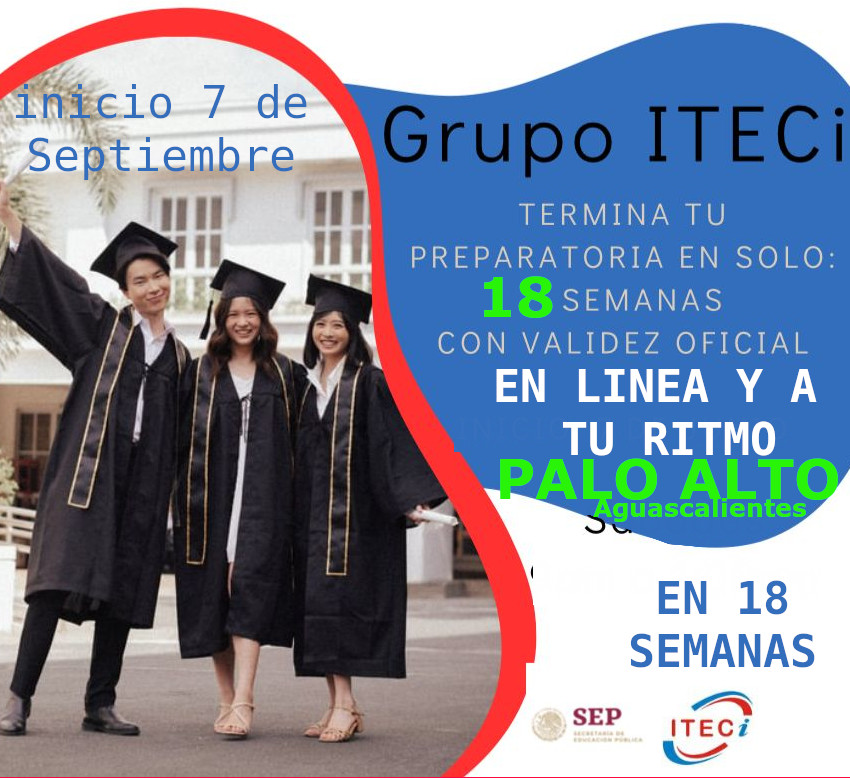 inicio 7 de
Septiembre
Grupo ITECi
TERMINA TU
PREPARATORIA EN SOLO:
18 SEMANAS
CON VALIDEZ OFICIAL
EN LINEA Y A
TU RITMO
PALO ALTO
Aguascalientes
EN 18
SEMANAS
SEP
SECRETARÍA DE
EDUCACIÓN PÚBLICA
ITECi